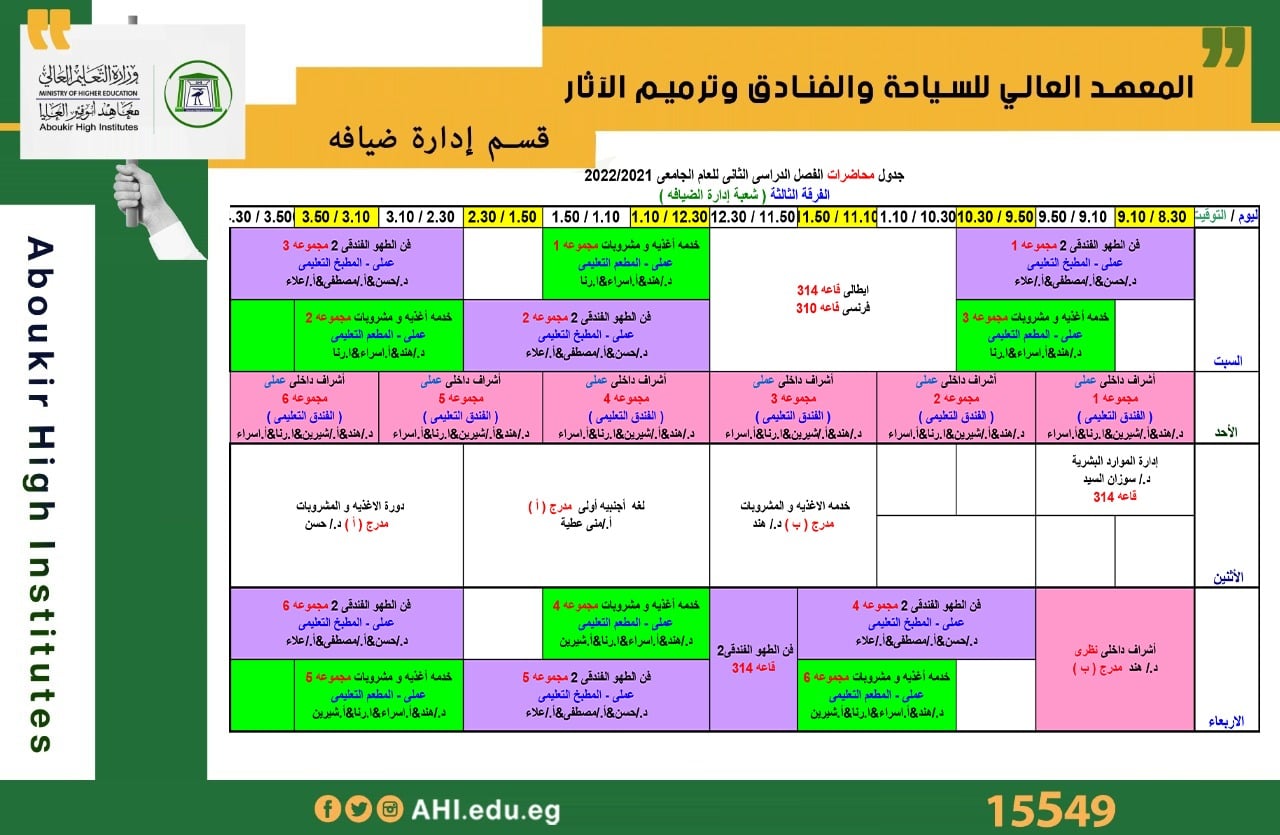 وزارة التعليم العالي
MINISTRY OF HIGHER EDUCATION
معاهد أبوقير العليا
Aboukir High Institutes
المعهد العالي للسياحة والفنادق وترميم الآثار
قسم إدارة ضيافه
جدول محاضرات الفصل الدراسى الثانى للعام الجامعى 2022/2021
الفرقة الثالثة ( شعبة إدارة الضيافه )
ليوم / التوقيت 9.10 / 8.30 9.50 / 9.10 10.30 / 9.50 1.10 / 10.30 11.50 / 11.10 12.30 / 11.50 1.10 / 12.30 1.50 / 1.10 2.30 / 1.50 3.10 / 2.30 3.50 / 3.10 .30 / 3.50
السبت
فن الطهو الفندقى 2 مجموعه 1
عملى - المطبخ التعليمى
د./حسن&أ./مصطفى&أ./علاء
خدمه أغذيه و مشروبات مجموعه 3
عملى - المطعم التعليمى
د./هند&أ.اسراء&ا.رنا
ايطالى قاعه 314
فرنسى قاعه 310
خدمه أغذيه و مشروبات مجموعه 1
عملى - المطعم التعليمى
د./هند&أ.اسراء&ا.رنا
فن الطهو الفندقى 2 مجموعه 2
عملى - المطبخ التعليمى
د./حسن&أ./مصطفى&أ./علاء
فن الطهو الفندقى 2 مجموعه 3
عملى - المطبخ التعليمى
د./حسن&أ./مصطفى&أ./علاء
خدمه أغذيه و مشروبات مجموعه 2
عملى - المطعم التعليمى
د./هند&أ.اسراء&ا.رنا
الأحد
أشراف داخلى عملى
مجموعه 1
( الفندق التعليمى )
د./هند&أ./شيرين&ا.رنا&أ.اسراء
أشراف داخلى عملى
مجموعه 2
( الفندق التعليمى )
د./هند&أ./شيرين&ا.رنا&أ.اسراء
أشراف داخلى عملى
مجموعه 3
( الفندق التعليمى )
د./هند&أ./شيرين&ا.رنا&أ.اسراء
أشراف داخلى عملى
مجموعه 4
( الفندق التعليمى )
د./هند&أ./شيرين&ا.رنا&أ.اسراء
أشراف داخلى عملى
مجموعه 5
( الفندق التعليمى )
د./هند&أ./شيرين&ا.رنا&أ.اسراء
أشراف داخلى عملى
مجموعه 6
( الفندق التعليمى )
د./هند&أ./شيرين&ا.رنا&أ.اسراء
الأثنين
إدارة الموارد البشرية
د./ سوزان السيد
قاعه 314
خدمه الاغذيه و المشروبات
مدرج ( ب ) د./ هند
لغه أجنبيه أولى مدرج ( أ )
أ./منى عطية
دورة الاغذيه و المشروبات
مدرج ( أ ) د./ حسن
الاربعاء
أشراف داخلى نظرى
د./ هند مدرج ( ب )
فن الطهو الفندقى 2 مجموعه 4
عملى - المطبخ التعليمى
د./حسن&أ./مصطفى&أ./علاء
خدمه أغذيه و مشروبات مجموعه 6
عملى - المطعم التعليمى
د./هند&أ.اسراء&ا.رنا&أ.شيرين
فن الطهو الفندقى2
قاعه 314
خدمه أغذيه و مشروبات مجموعه 4
عملى - المطعم التعليمى
د./هند&أ.اسراء&ا.رنا&أ.شيرين
فن الطهو الفندقى 2 مجموعه 5
عملى - المطبخ التعليمى
د./حسن&أ./مصطفى&أ./علاء
فن الطهو الفندقى 2 مجموعه 6
عملى - المطبخ التعليمى
د./حسن&أ./مصطفى&أ./علاء
خدمه أغذيه و مشروبات مجموعه 5
عملى - المطعم التعليمى
د./هند&أ.اسراء&ا.رنا&أ.شيرين
Aboukir High Institutes
AHI.edu.eg
15549